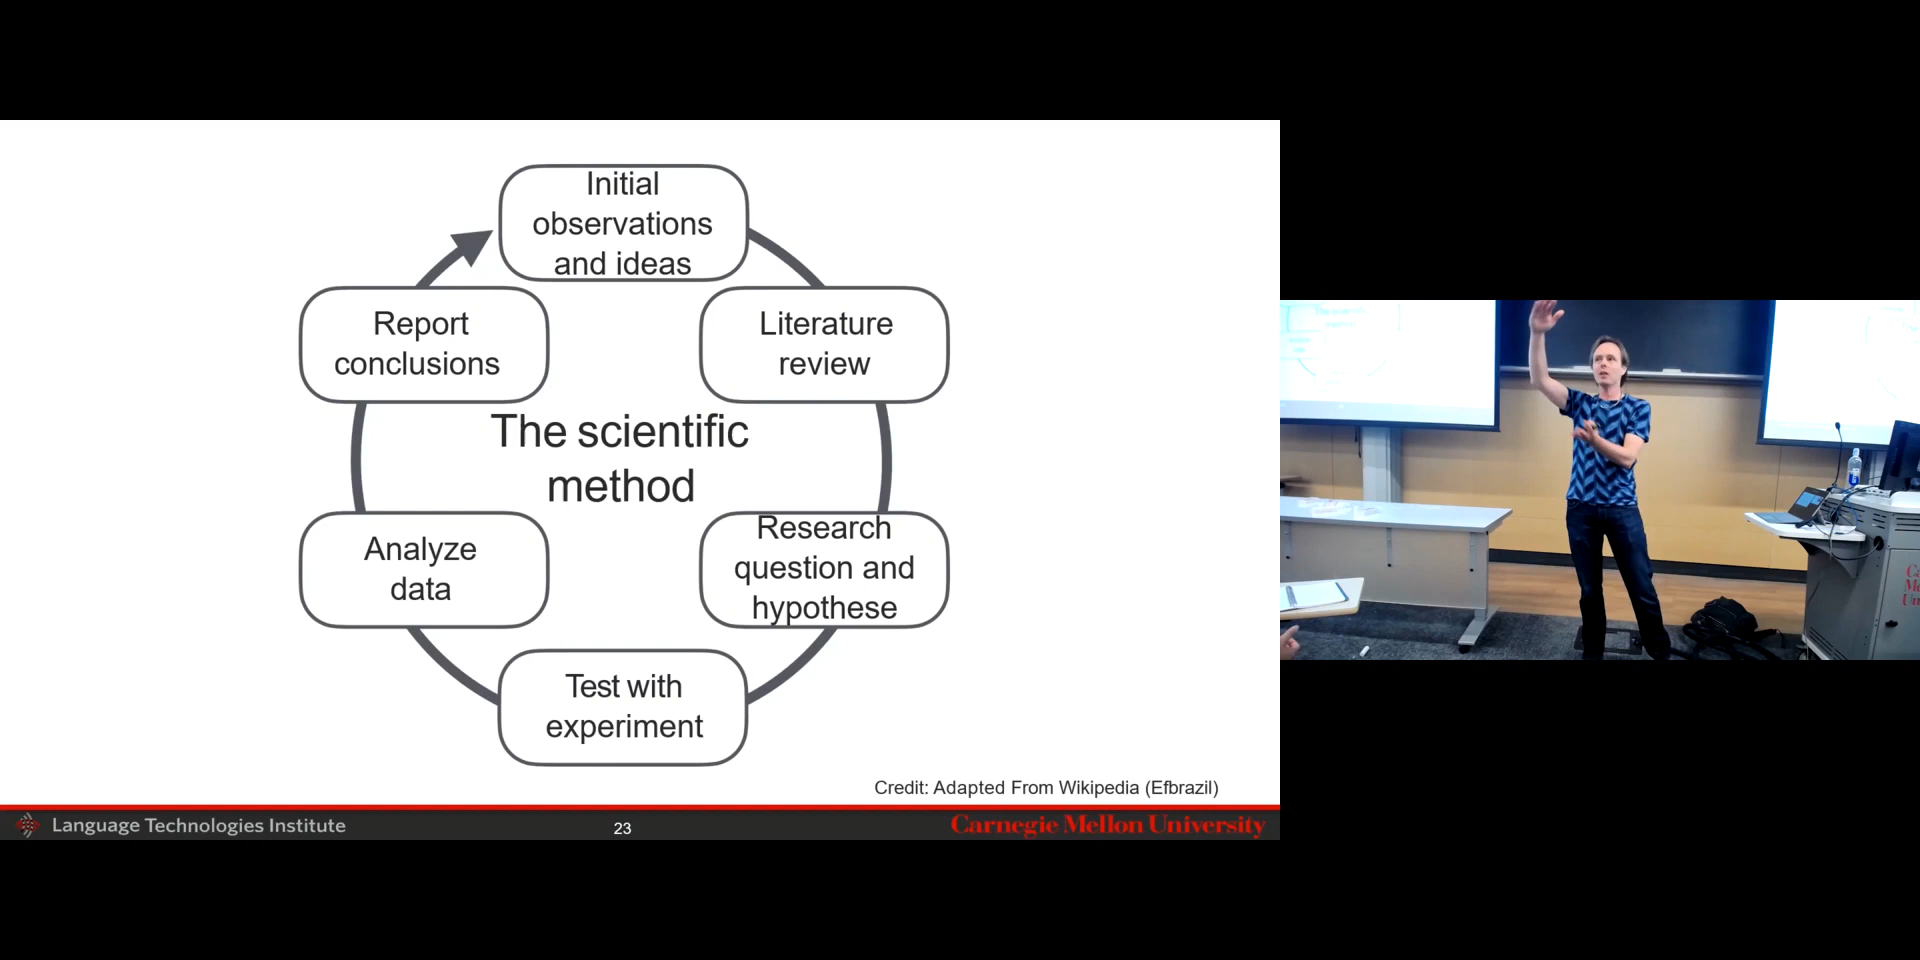 Initial
observations
and ideas
Literature
review
Research
question and
hypothese
Test with
experiment
Analyze
data
Report
conclusions
The scientific
method
Credit: Adapted From Wikipedia (Efbrazil)
Language Technologies Institute
23
Carnegie Mellon University